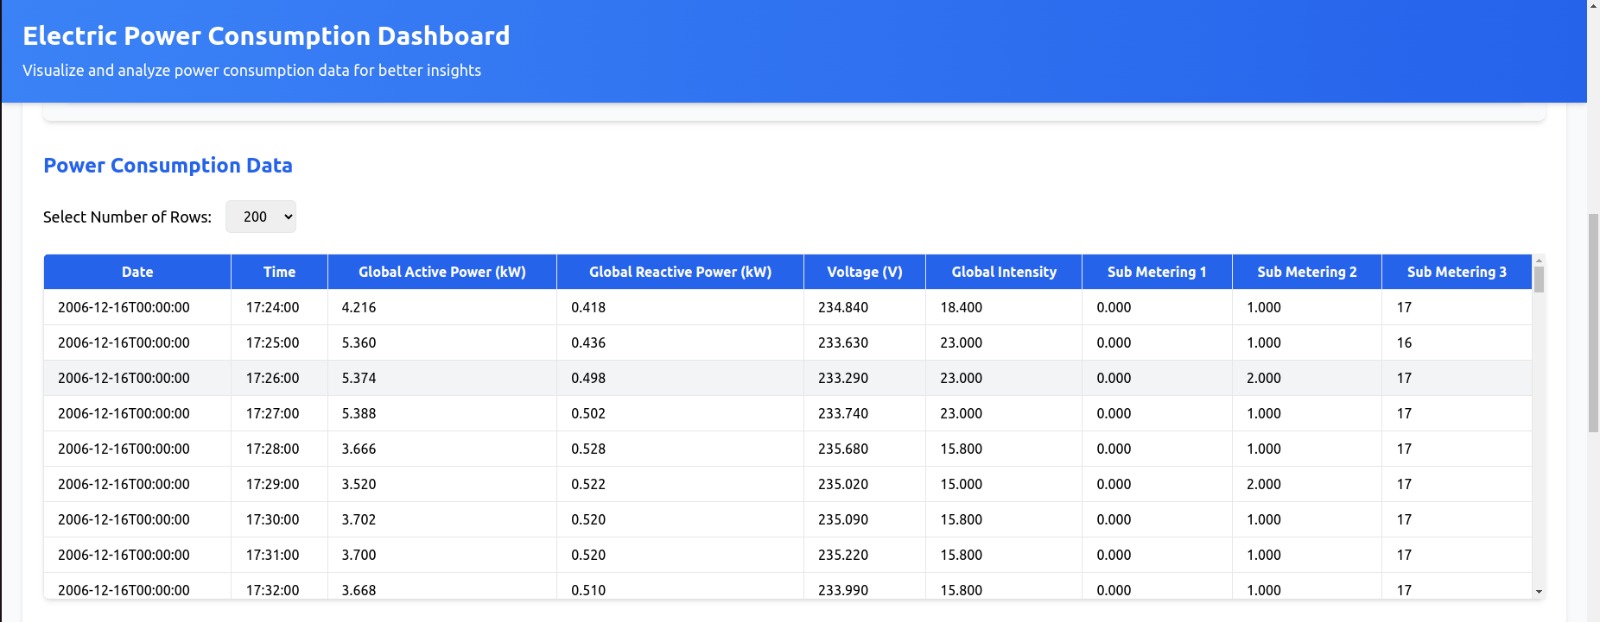 Electric Power Consumption Dashboard
Visualize and analyze power consumption data for better insights
Power Consumption Data
Select Number of Rows: 200
Date Time Global Active Power (kW) Global Reactive Power (kW) Voltage (V) Global Intensity Sub Metering 1 Sub Metering 2 Sub Metering 3
2006-12-16T00:00:00 17:24:00 4.216 0.418 234.840 18.400 0.000 1.000 17
2006-12-16T00:00:00 17:25:00 5.360 0.436 233.630 23.000 0.000 1.000 16
2006-12-16T00:00:00 17:26:00 5.374 0.498 233.290 23.000 0.000 2.000 17
2006-12-16T00:00:00 17:27:00 5.388 0.502 233.740 23.000 0.000 1.000 17
2006-12-16T00:00:00 17:28:00 3.666 0.528 235.680 15.800 0.000 1.000 17
2006-12-16T00:00:00 17:29:00 3.520 0.522 235.020 15.000 0.000 2.000 17
2006-12-16T00:00:00 17:30:00 3.702 0.520 235.090 15.800 0.000 1.000 17
2006-12-16T00:00:00 17:31:00 3.700 0.520 235.220 15.800 0.000 1.000 17
2006-12-16T00:00:00 17:32:00 3.668 0.510 233.990 15.800 0.000 1.000 17